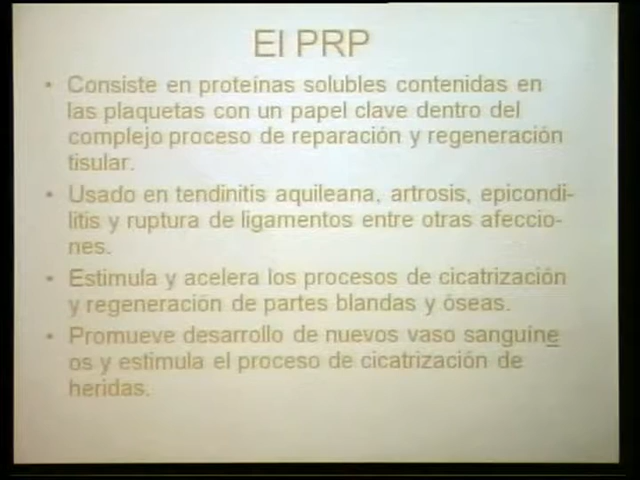 El PRP
• Consiste en proteínas solubles contenidas en
las plaquetas con un papel clave dentro del
complejo proceso de reparación y regeneración
tisular.
• Usado en tendinitis aquileana, artrosis, epicondi-
litis y ruptura de ligamentos entre otras afeccio-
nes.
• Estimula y acelera los procesos de cicatrización
y regeneración de partes blandas y óseas.
• Promueve desarrollo de nuevos vaso sanguíne
os y estimula el proceso de cicatrización de
heridas.